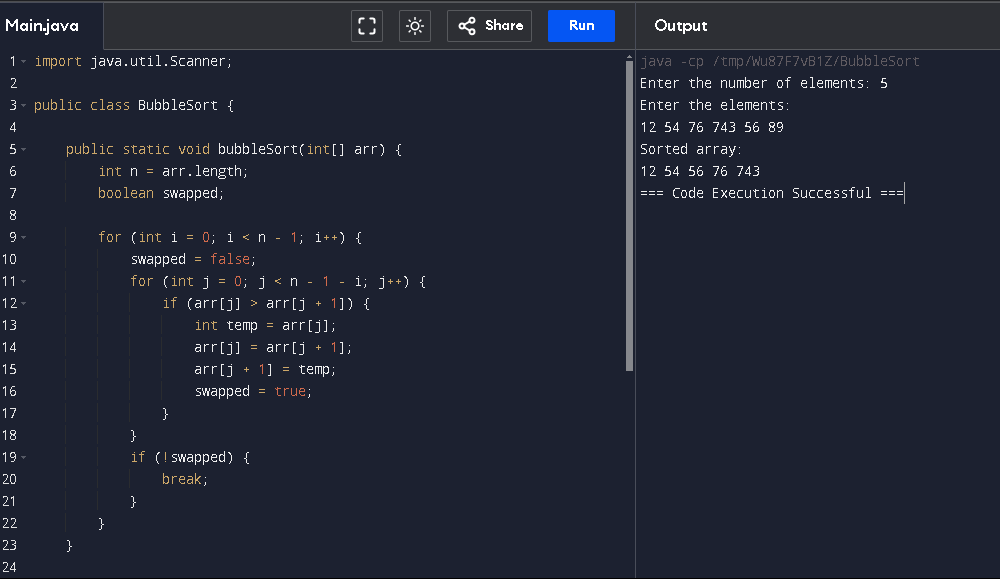 Main.java
Share
Run
Output
1 import java.util.Scanner;
2
3 public class BubbleSort {
4
5     public static void bubbleSort(int[] arr) {
6         int n = arr.length;
7         boolean swapped;
8
9         for (int i = 0; i < n - 1; i++) {
10             swapped = false;
11             for (int j = 0; j < n - 1 - i; j++) {
12                 if (arr[j] > arr[j + 1]) {
13                     int temp = arr[j];
14                     arr[j] = arr[j + 1];
15                     arr[j + 1] = temp;
16                     swapped = true;
17                 }
18             }
19             if (!swapped) {
20                 break;
21             }
22         }
23     }
24
java -cp /tmp/Wu87F7vB1Z/BubbleSort
Enter the number of elements: 5
Enter the elements:
12 54 76 743 56 89
Sorted array:
12 54 56 76 743
=== Code Execution Successful ===